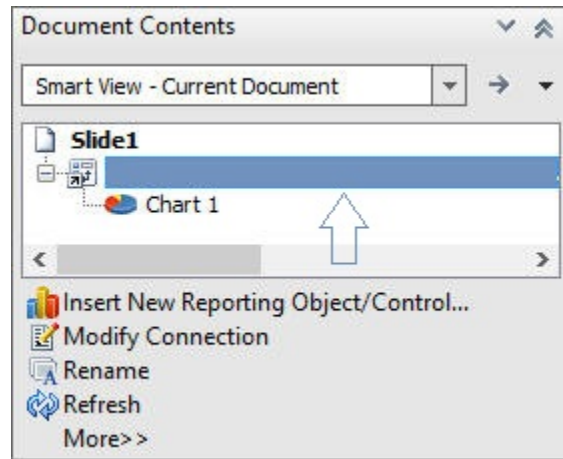 Document Contents
Smart View - Current Document
Slide1
Chart 1
Insert New Reporting Object/Control...
Modify Connection
Rename
Refresh
More>>